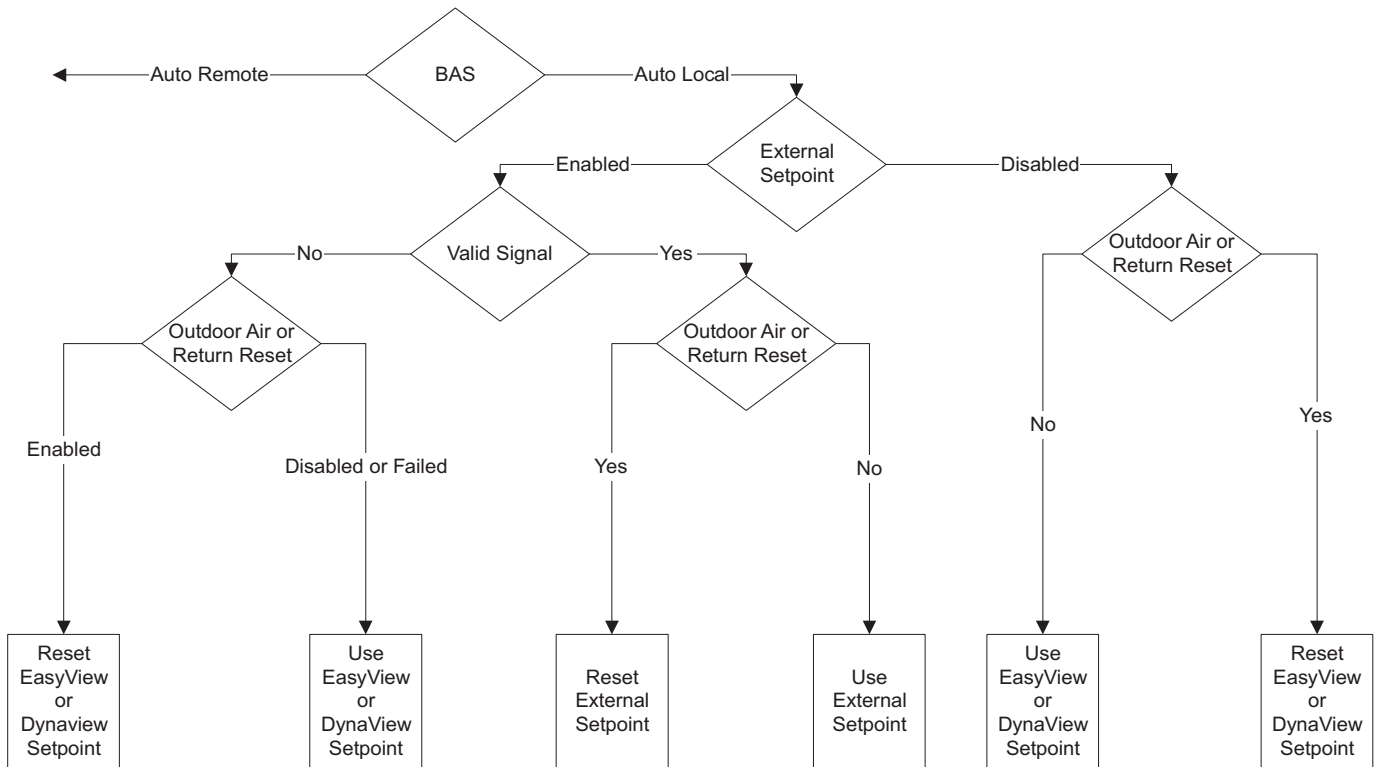 Auto Remote
BAS
Auto Local
External
Setpoint
Enabled
Disabled
Valid Signal
No
Yes
Outdoor Air or
Return Reset
Outdoor Air or
Return Reset
Outdoor Air or
Return Reset
Enabled
Disabled or Failed
Yes
No
No
Yes
Reset
EasyView
or
Dynaview
Setpoint
Use
EasyView
or
DynaView
Setpoint
Reset
External
Setpoint
Use
External
Setpoint
Use
EasyView
or
DynaView
Setpoint
Reset
EasyView
or
DynaView
Setpoint